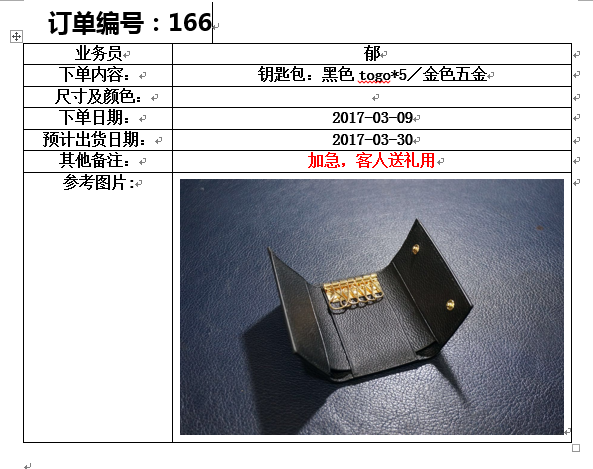 订单编号：166
业务员
郁
下单内容：
钥匙包：黑色 togo*5／金色五金
尺寸及颜色：
下单日期：
2017-03-09
预计出货日期：
2017-03-30
其他备注：
加急，客人送礼用
参考图片: